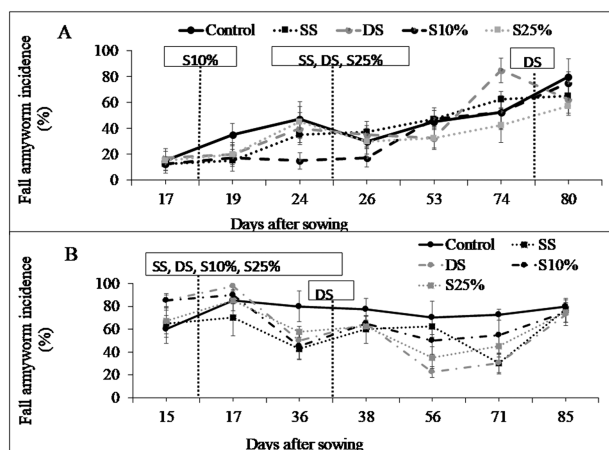 A
Control SS DS S10% S25%
S10%
SS, DS, S25%
DS
Fall armyworm incidence
(%)
100
80
60
40
20
0
17 19 24 26 53 74 80
Days after sowing
B
Control SS
DS S10%
S25%
SS, DS, S10%, S25%
DS
Fall armyworm incidence
(%)
100
80
60
40
20
0
15 17 36 38 56 71 85
Days after sowing